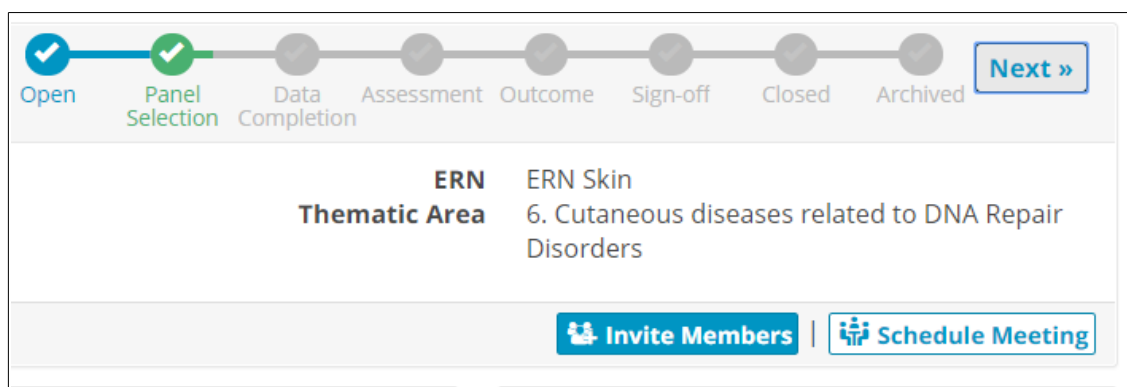 Open
Panel Selection
Data Completion
Assessment
Outcome
Sign-off
Closed
Archived
Next »
ERN ERN Skin
Thematic Area 6. Cutaneous diseases related to DNA Repair
Disorders
Invite Members | Schedule Meeting